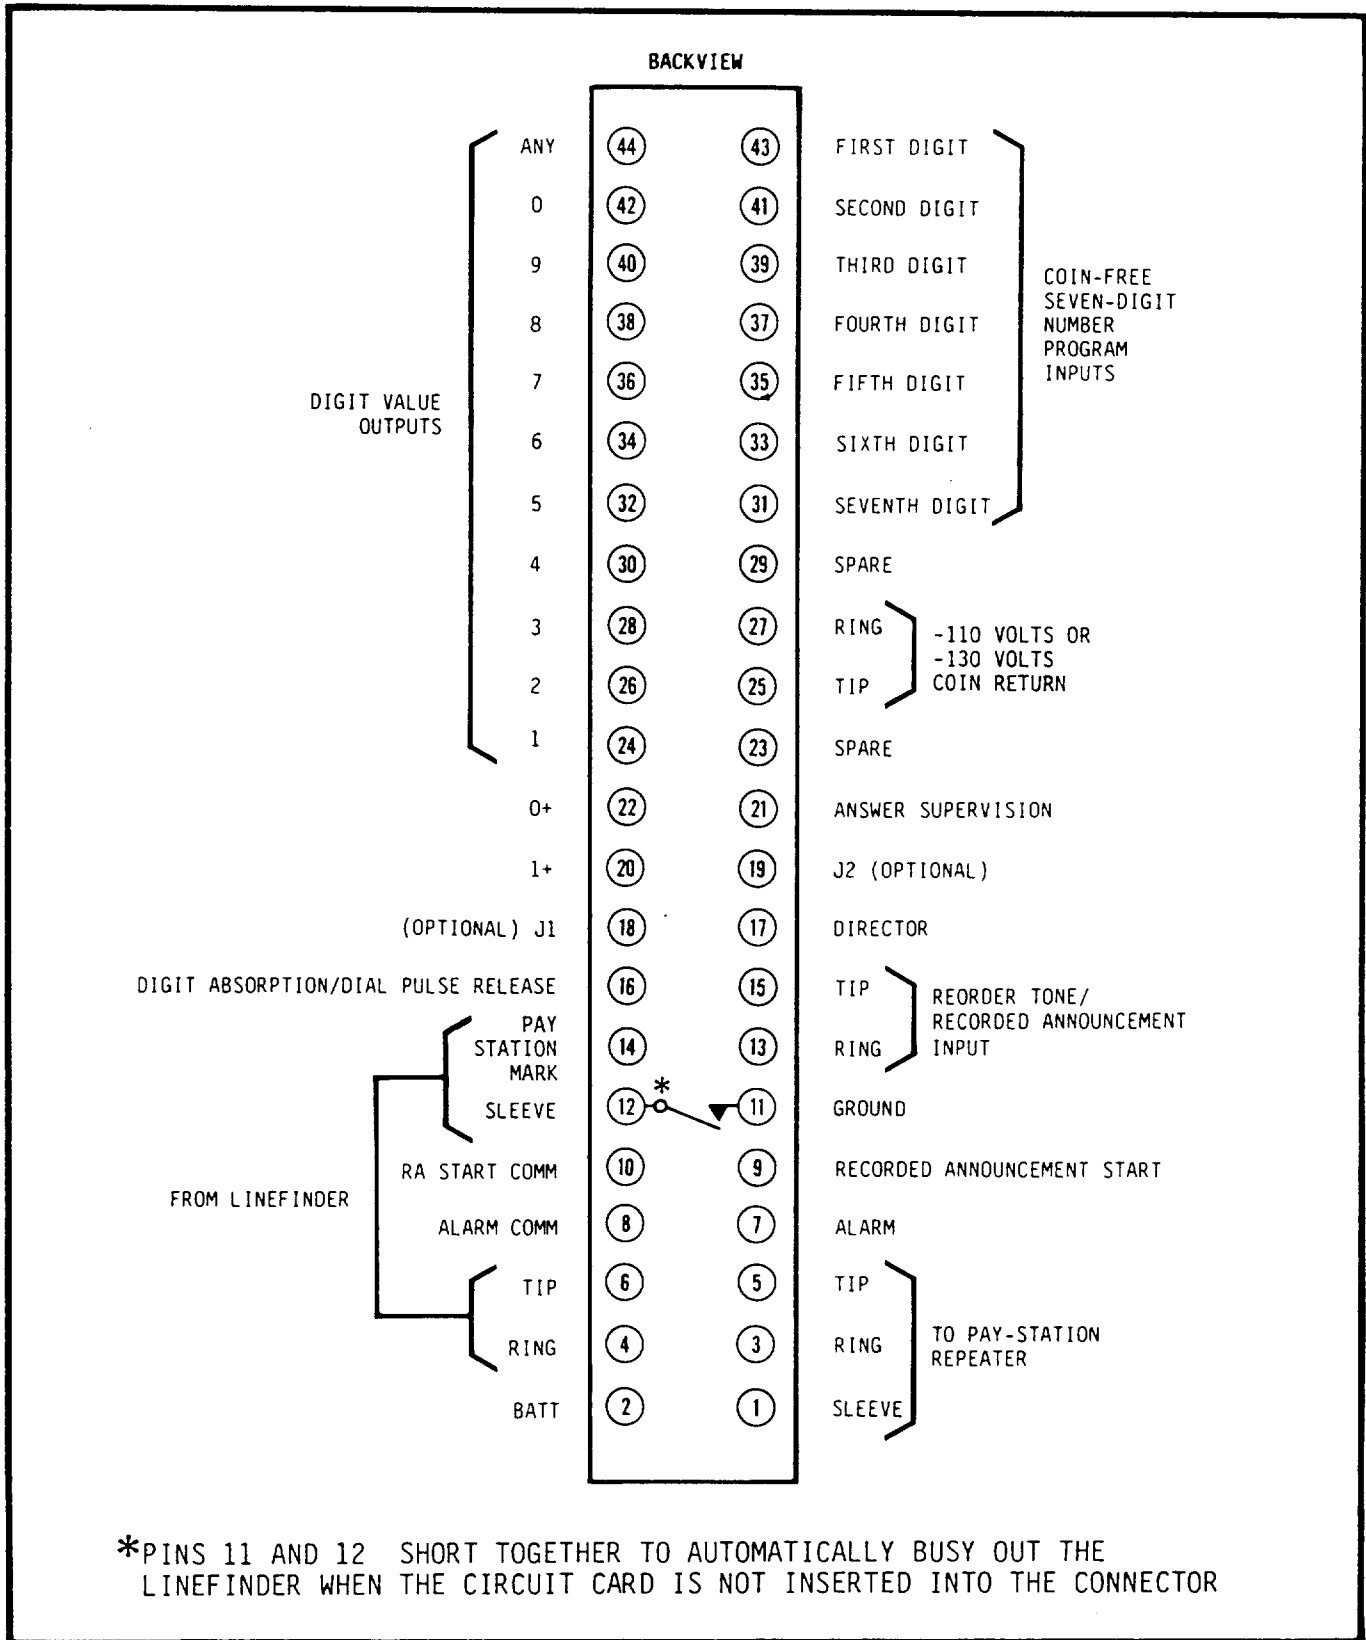 BACKVIEW
ANY 44 43 FIRST DIGIT
0 42 41 SECOND DIGIT
9 40 39 THIRD DIGIT
8 38 37 FOURTH DIGIT
7 36 35 FIFTH DIGIT
6 34 33 SIXTH DIGIT
5 32 31 SEVENTH DIGIT
COIN-FREE
SEVEN-DIGIT
NUMBER
PROGRAM
INPUTS
4 30 29 SPARE
3 28 27 RING
2 26 25 TIP
-110 VOLTS OR
-130 VOLTS
COIN RETURN
1 24 23 SPARE
DIGIT VALUE
OUTPUTS
0+ 22 21 ANSWER SUPERVISION
1+ 20 19 J2 (OPTIONAL)
(OPTIONAL) J1 18 17 DIRECTOR
DIGIT ABSORPTION/DIAL PULSE RELEASE 16 15 TIP
PAY
STATION
MARK
14 13 RING
REORDER TONE/
RECORDED ANNOUNCEMENT
INPUT
SLEEVE 12 * 11 GROUND
RA START COMM 10 9 RECORDED ANNOUNCEMENT START
FROM LINEFINDER
ALARM COMM 8 7 ALARM
TIP 6 5 TIP
RING 4 3 RING
BATT 2 1 SLEEVE
TO PAY-STATION
REPEATER
*PINS 11 AND 12 SHORT TOGETHER TO AUTOMATICALLY BUSY OUT THE
LINEFINDER WHEN THE CIRCUIT CARD IS NOT INSERTED INTO THE CONNECTOR